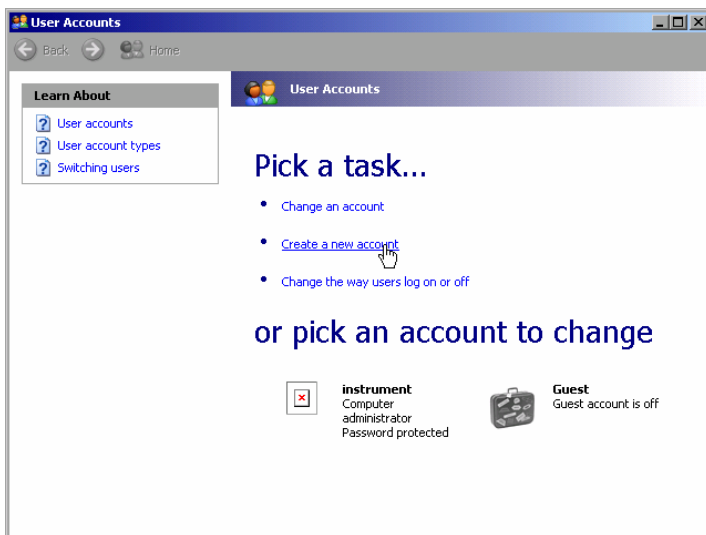 User Accounts
Back Home
Learn About
User accounts
User account types
Switching users
User Accounts
Pick a task...
Change an account
Create a new account
Change the way users log on or off
or pick an account to change
instrument
Computer
administrator
Password protected
Guest
Guest account is off